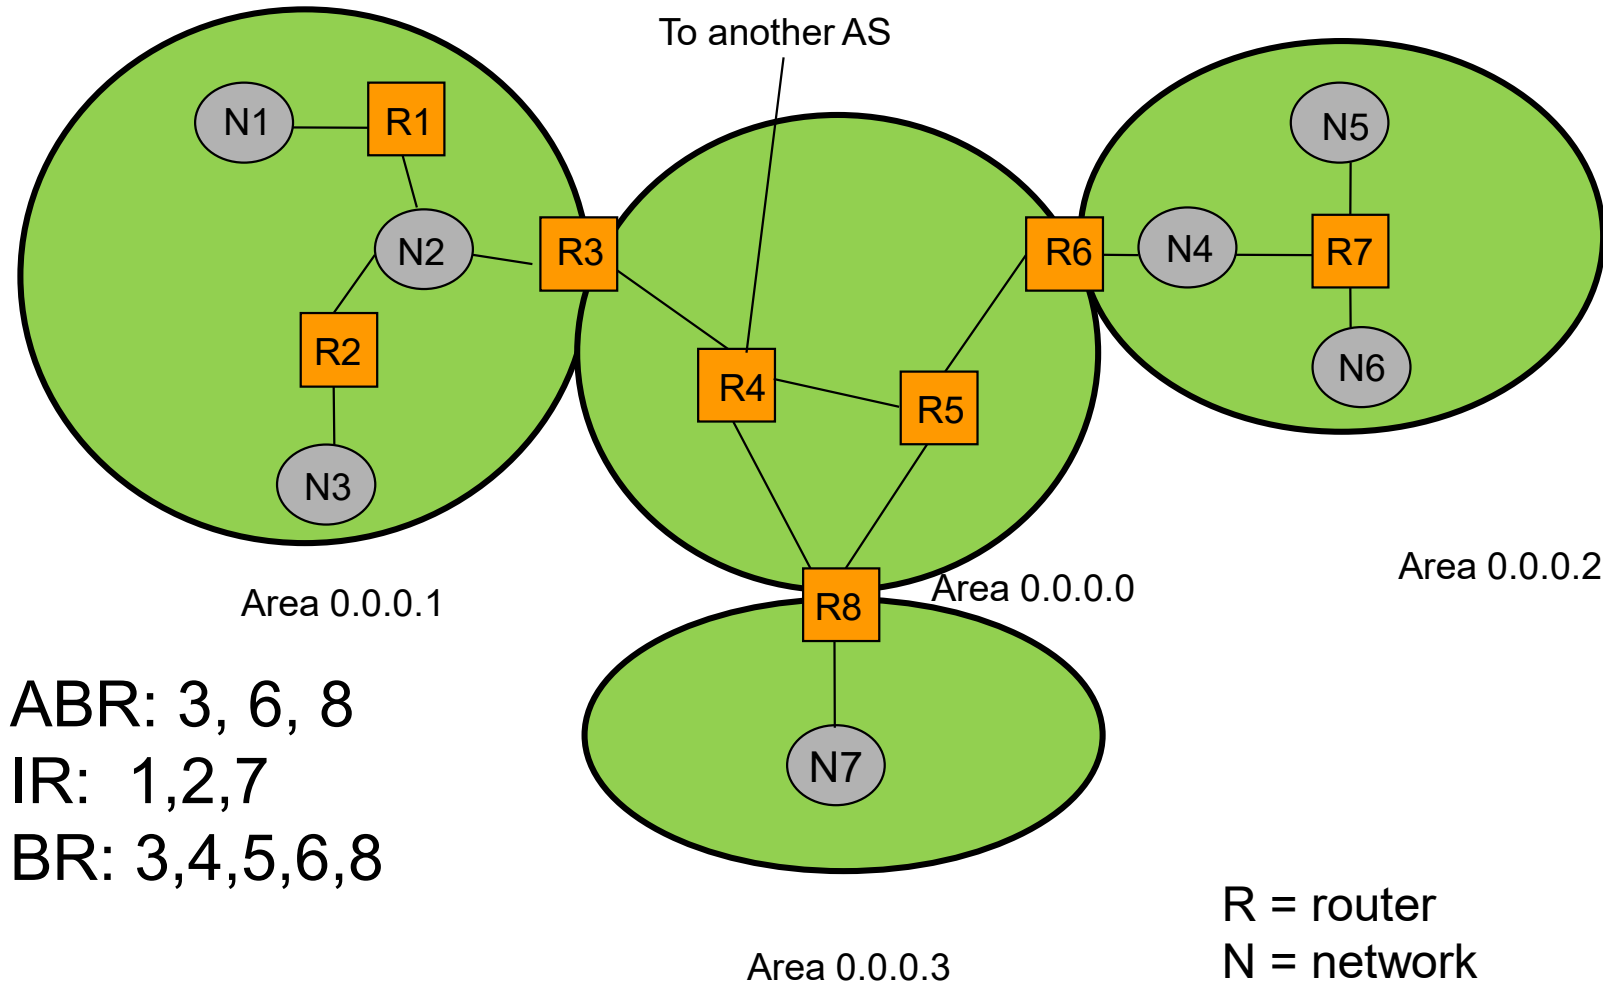 To another AS
N1
R1
N5
N2
R3
R6
N4
R7
R2
R4
R5
N6
N3
Area 0.0.0.2
Area 0.0.0.1
Area 0.0.0.0
R8
ABR: 3, 6, 8
IR: 1,2,7
N7
BR: 3,4,5,6,8
R = router
N = network
Area 0.0.0.3